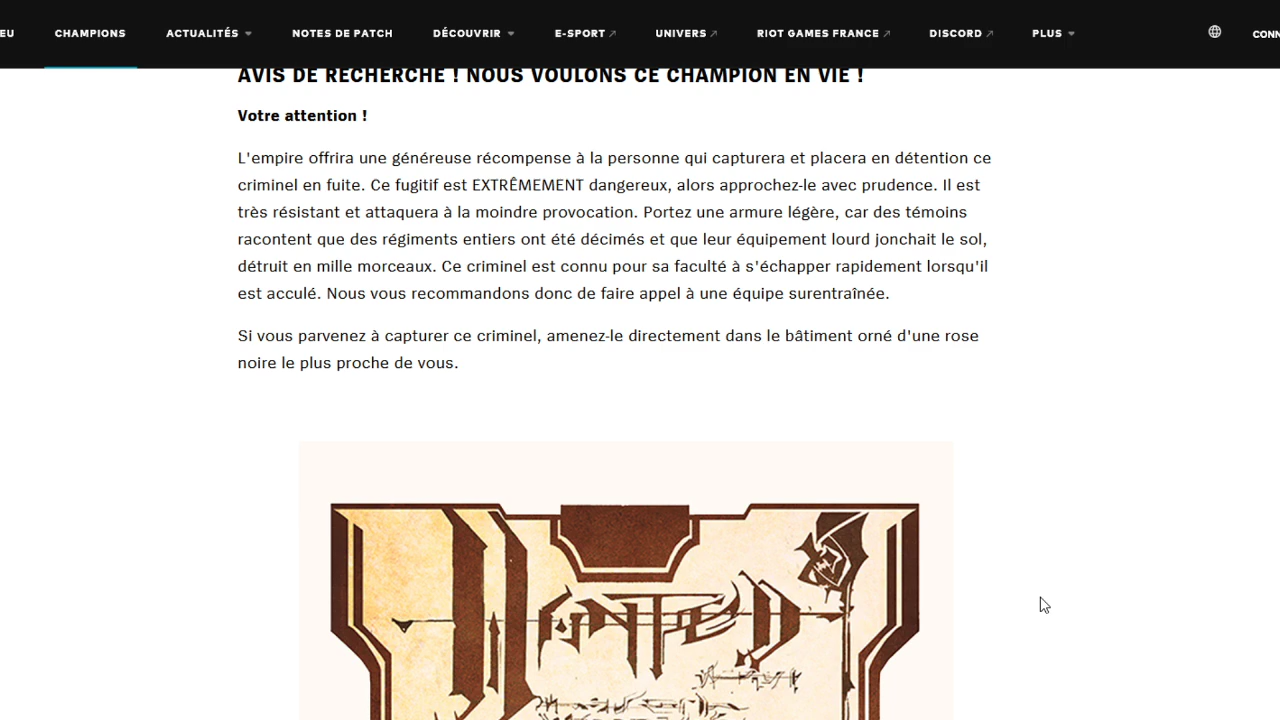 EU CHAMPIONS ACTUALITÉS NOTES DE PATCH DÉCOUVRIR E-SPORT UNIVERS RIOT GAMES FRANCE DISCORD PLUS CONN
AVIS DE RECHERCHE ! NOUS VOULONS CE CHAMPION EN VIE !
Votre attention !
L'empire offrira une généreuse récompense à la personne qui capturera et placera en détention ce
criminel en fuite. Ce fugitif est EXTRÊMEMENT dangereux, alors approchez-le avec prudence. Il est
très résistant et attaquera à la moindre provocation. Portez une armure légère, car des témoins
racontent que des régiments entiers ont été décimés et que leur équipement lourd jonchait le sol,
détruit en mille morceaux. Ce criminel est connu pour sa faculté à s'échapper rapidement lorsqu'il
est acculé. Nous vous recommandons donc de faire appel à une équipe surentraînée.
Si vous parvenez à capturer ce criminel, amenez-le directement dans le bâtiment orné d'une rose
noire le plus proche de vous.
WANTED